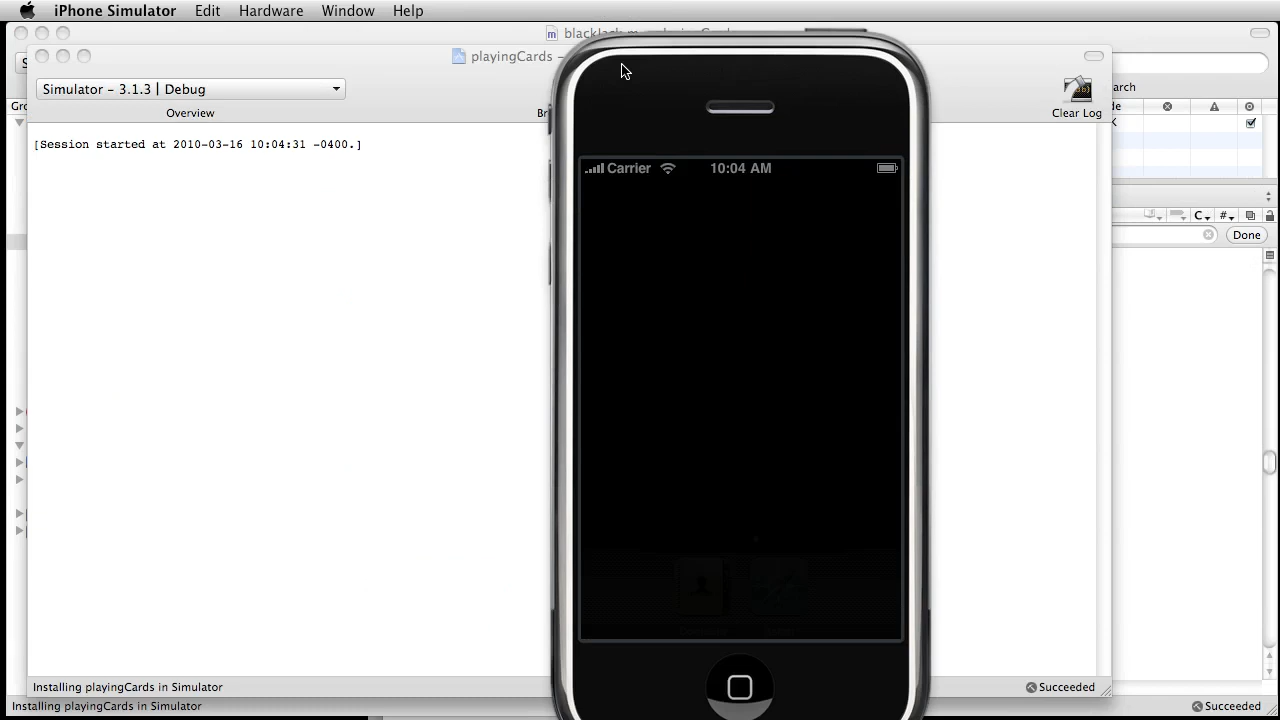 iPhone Simulator Edit Hardware Window Help
playingCards –
Simulator – 3.1.3 | Debug
Overview
Clear Log
[Session started at 2010-03-16 10:04:31 -0400.]
Carrier 10:04 AM
Done
Installing playingCards in Simulator
Succeeded
Installing playingCards in Simulator
Succeeded